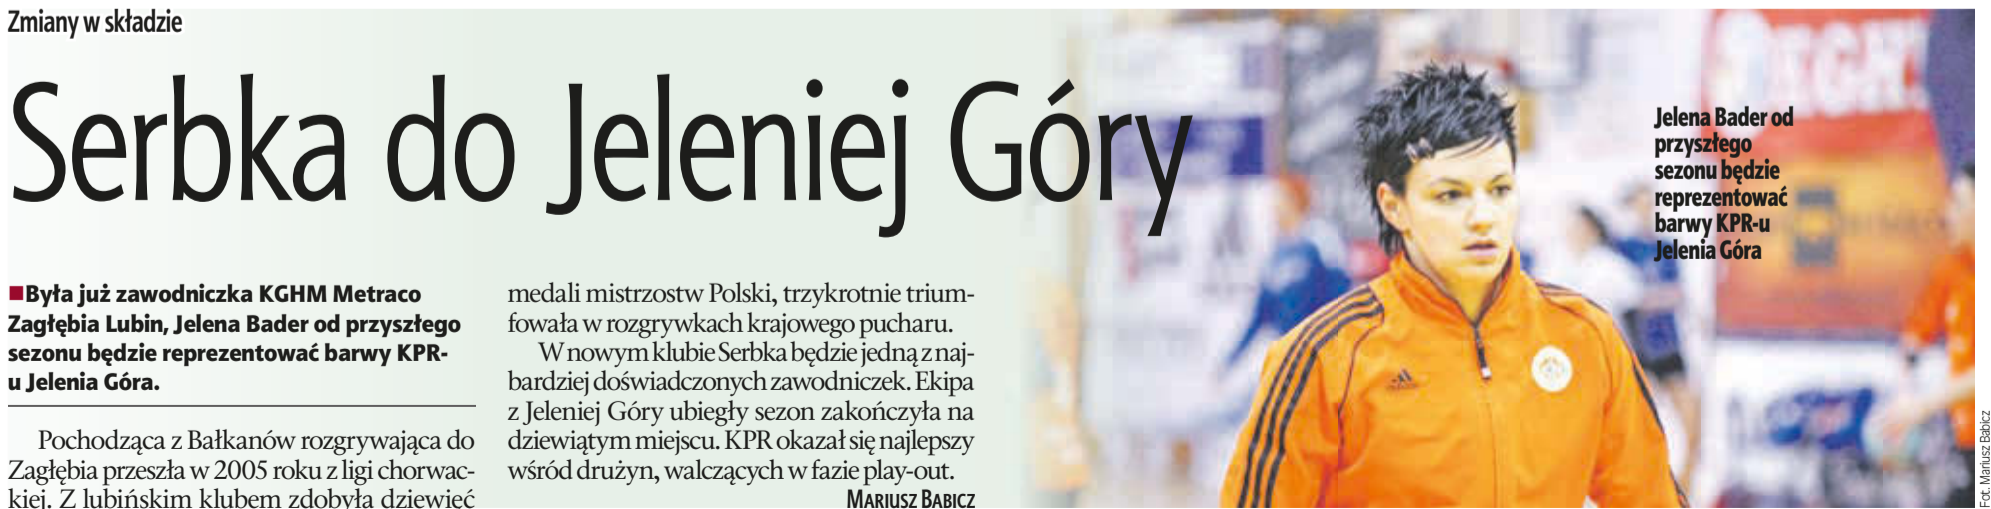 Zmiany w składzie
Serbka do Jeleniej Góry
Była już zawodniczka KGHM Metraco
Zagłębia Lubin, Jelena Bader od przyszłego
sezonu będzie reprezentować barwy KPR-
u Jelenia Góra.
Pochodząca z Bałkanów rozgrywająca do
Zagłębia przeszła w 2005 roku z ligi chorwac-
kiej. Z lubińskim klubem zdobyła dziewięć
medali mistrzostw Polski, trzykrotnie trium-
fowała w rozgrywkach krajowego pucharu.
W nowym klubie Serbka będzie jedną z naj-
bardziej doświadczonych zawodniczek. Ekipa
z Jeleniej Góry ubiegły sezon zakończyła na
dziewiątym miejscu. KPR okazał się najlepszy
wśród drużyn, walczących w fazie play-out.
MARIUSZ BABICZ
Jelena Bader od
przyszłego
sezonu będzie
reprezentować
barwy KPR-u
Jelenia Góra
Fot. Mariusz Babicz